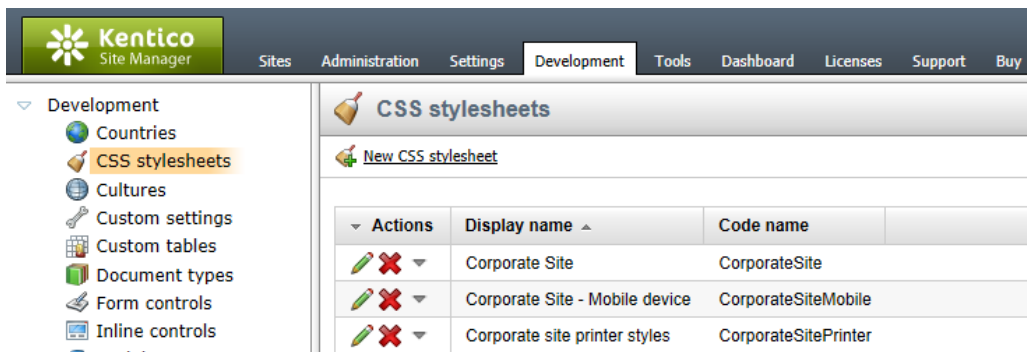 Kentico
Site Manager
Sites Administration Settings Development Tools Dashboard Licenses Support Buy
Development
Countries
CSS stylesheets
Cultures
Custom settings
Custom tables
Document types
Form controls
Inline controls
CSS stylesheets
New CSS stylesheet
Actions Display name Code name
Corporate Site CorporateSite
Corporate Site - Mobile device CorporateSiteMobile
Corporate site printer styles CorporateSitePrinter